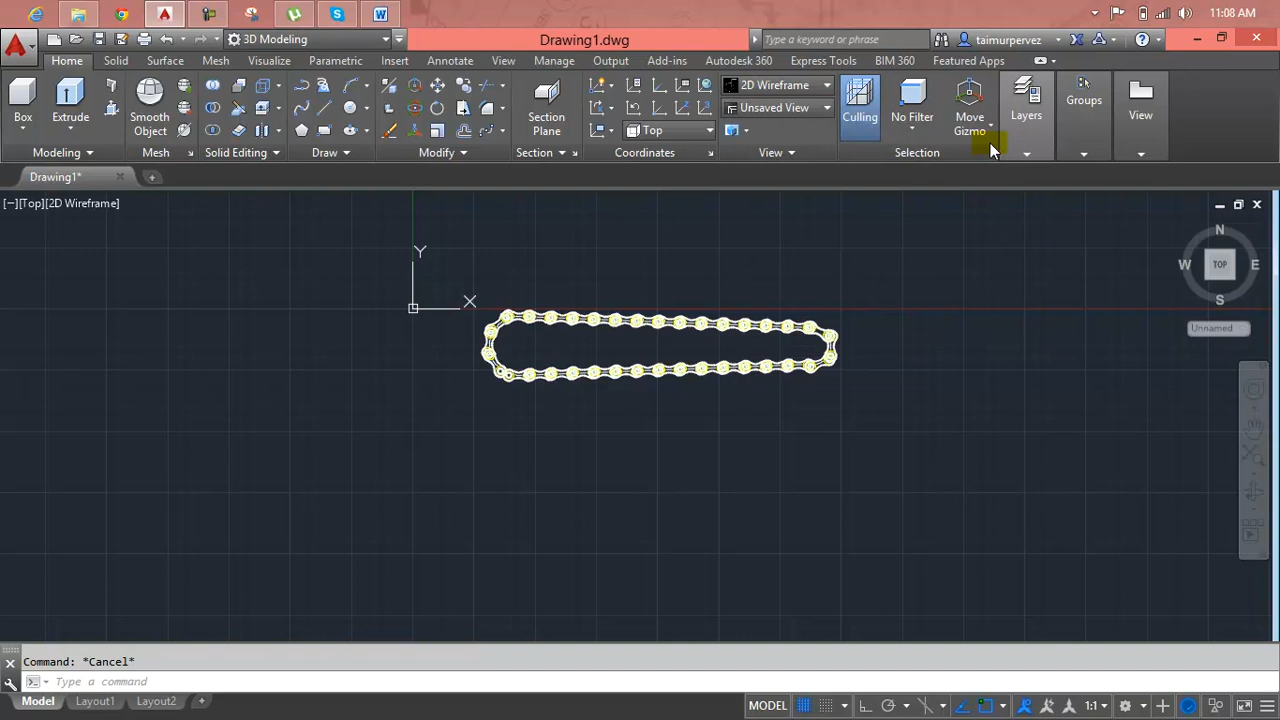 11:08 AM
3D Modeling
Drawing1.dwg
Type a keyword or phrase
taimurpervez
Home Solid Surface Mesh Visualize Parametric Insert Annotate View Manage Output Add-ins Autodesk 360 Express Tools BIM 360 Featured Apps
2D Wireframe
Unsaved View
Top
Box Extrude Smooth Object Section Plane Culling No Filter Move Gizmo Layers Groups View
Modeling Mesh Solid Editing Draw Modify Section Coordinates View Selection
Drawing1*
[−][Top][2D Wireframe]
N
W TOP E
S
Y
X
Unnamed
Command: *Cancel*
Type a command
Model Layout1 Layout2 +
MODEL 1:1